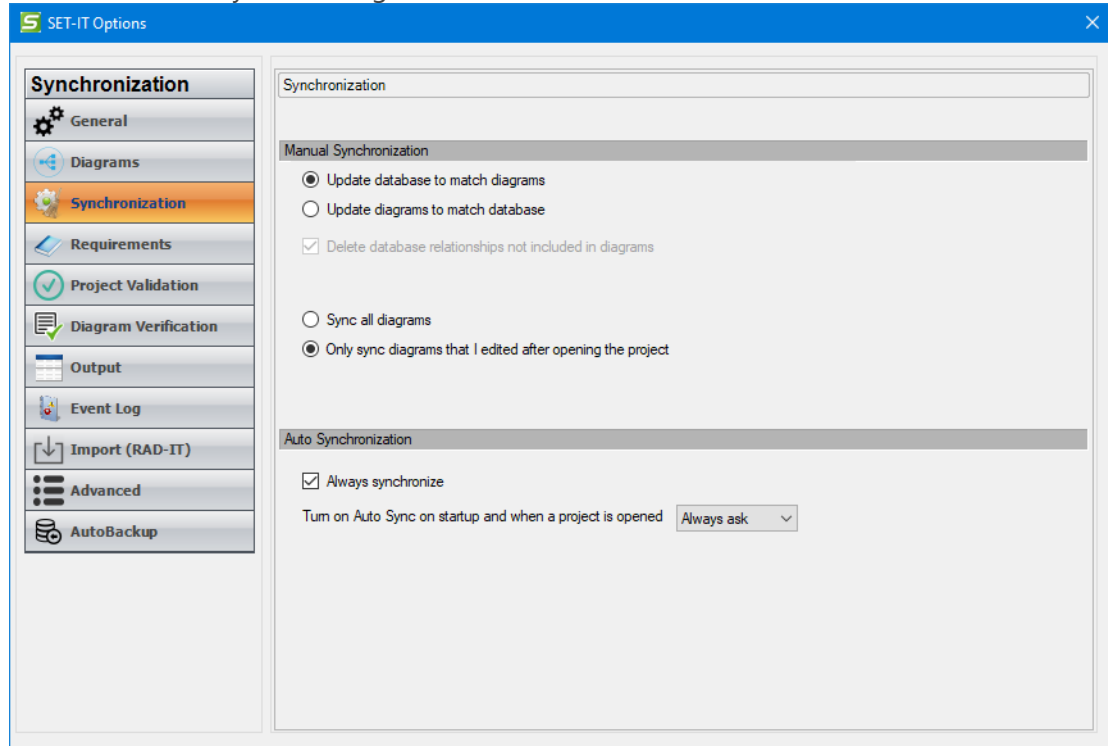 SET-IT Options
Synchronization
General
Diagrams
Synchronization
Requirements
Project Validation
Diagram Verification
Output
Event Log
Import (RAD-IT)
Advanced
AutoBackup
Synchronization
Manual Synchronization
Update database to match diagrams
Update diagrams to match database
Delete database relationships not included in diagrams
Sync all diagrams
Only sync diagrams that I edited after opening the project
Auto Synchronization
Always synchronize
Turn on Auto Sync on startup and when a project is opened Always ask